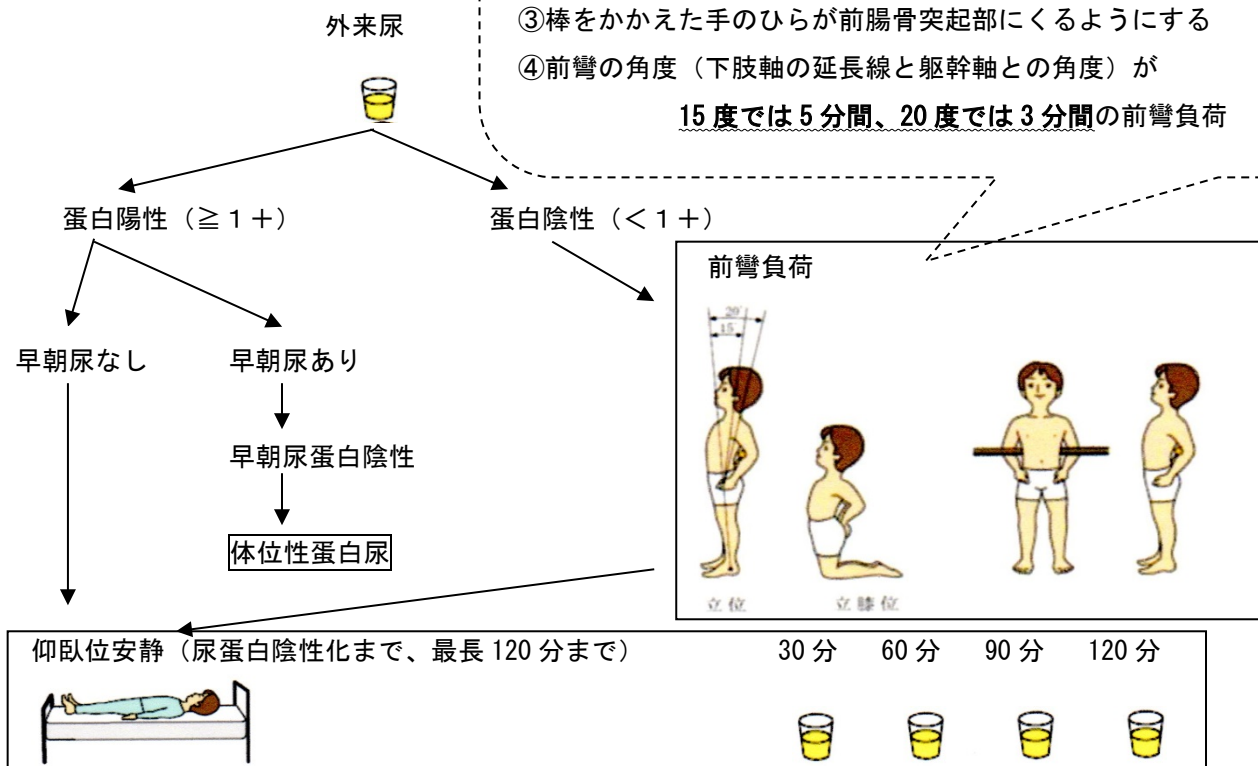 ③棒をかかえた手のひらが前腸骨突起部にくるようにする
④前彎の角度(下肢軸の延長線と躯幹軸との角度)が
15度では5分間、20度では3分間の前彎負荷
外来尿
蛋白陽性(≧1+)
蛋白陰性(<1+)
前彎負荷
20
15
早朝尿なし
早朝尿あり
早朝尿蛋白陰性
体位性蛋白尿
立位
立膝位
仰臥位安静(尿蛋白陰性化まで、最長120分まで)
30分 60分 90分 120分